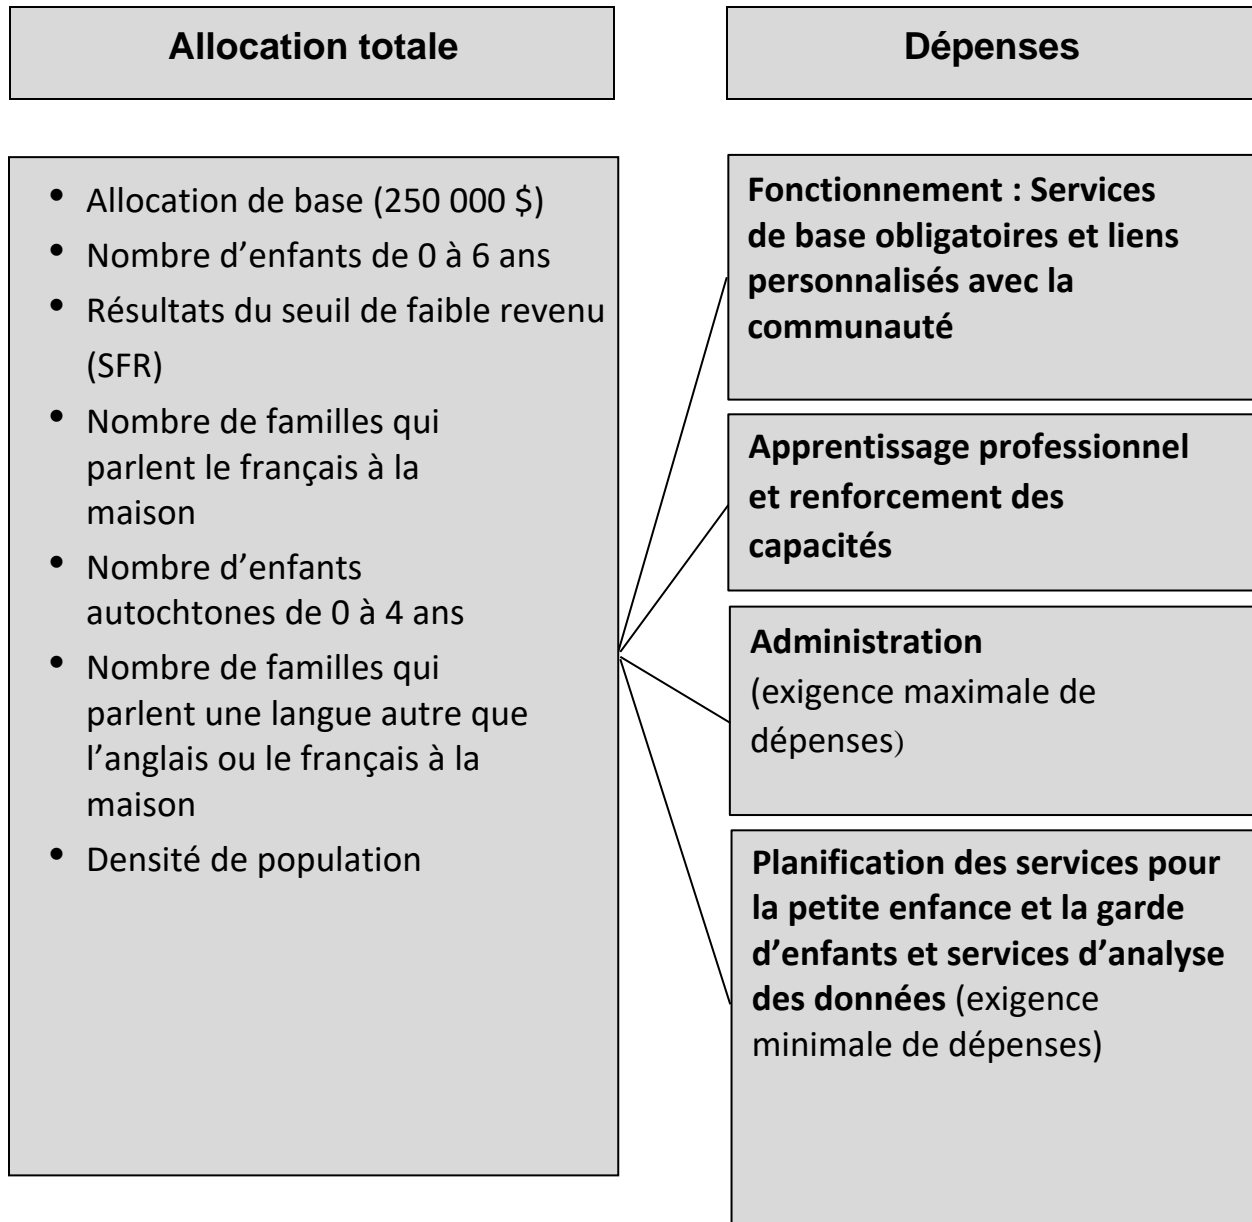 Allocation totale
Dépenses
• Allocation de base (250 000 $)
• Nombre d’enfants de 0 à 6 ans
• Résultats du seuil de faible revenu
(SFR)
• Nombre de familles qui
parlent le français à la
maison
• Nombre d’enfants
autochtones de 0 à 4 ans
• Nombre de familles qui
parlent une langue autre que
l’anglais ou le français à la
maison
• Densité de population
Fonctionnement : Services
de base obligatoires et liens
personnalisés avec la
communauté
Apprentissage professionnel
et renforcement des
capacités
Administration
(exigence maximale de
dépenses)
Planification des services pour
la petite enfance et la garde
d’enfants et services d’analyse
des données (exigence
minimale de dépenses)